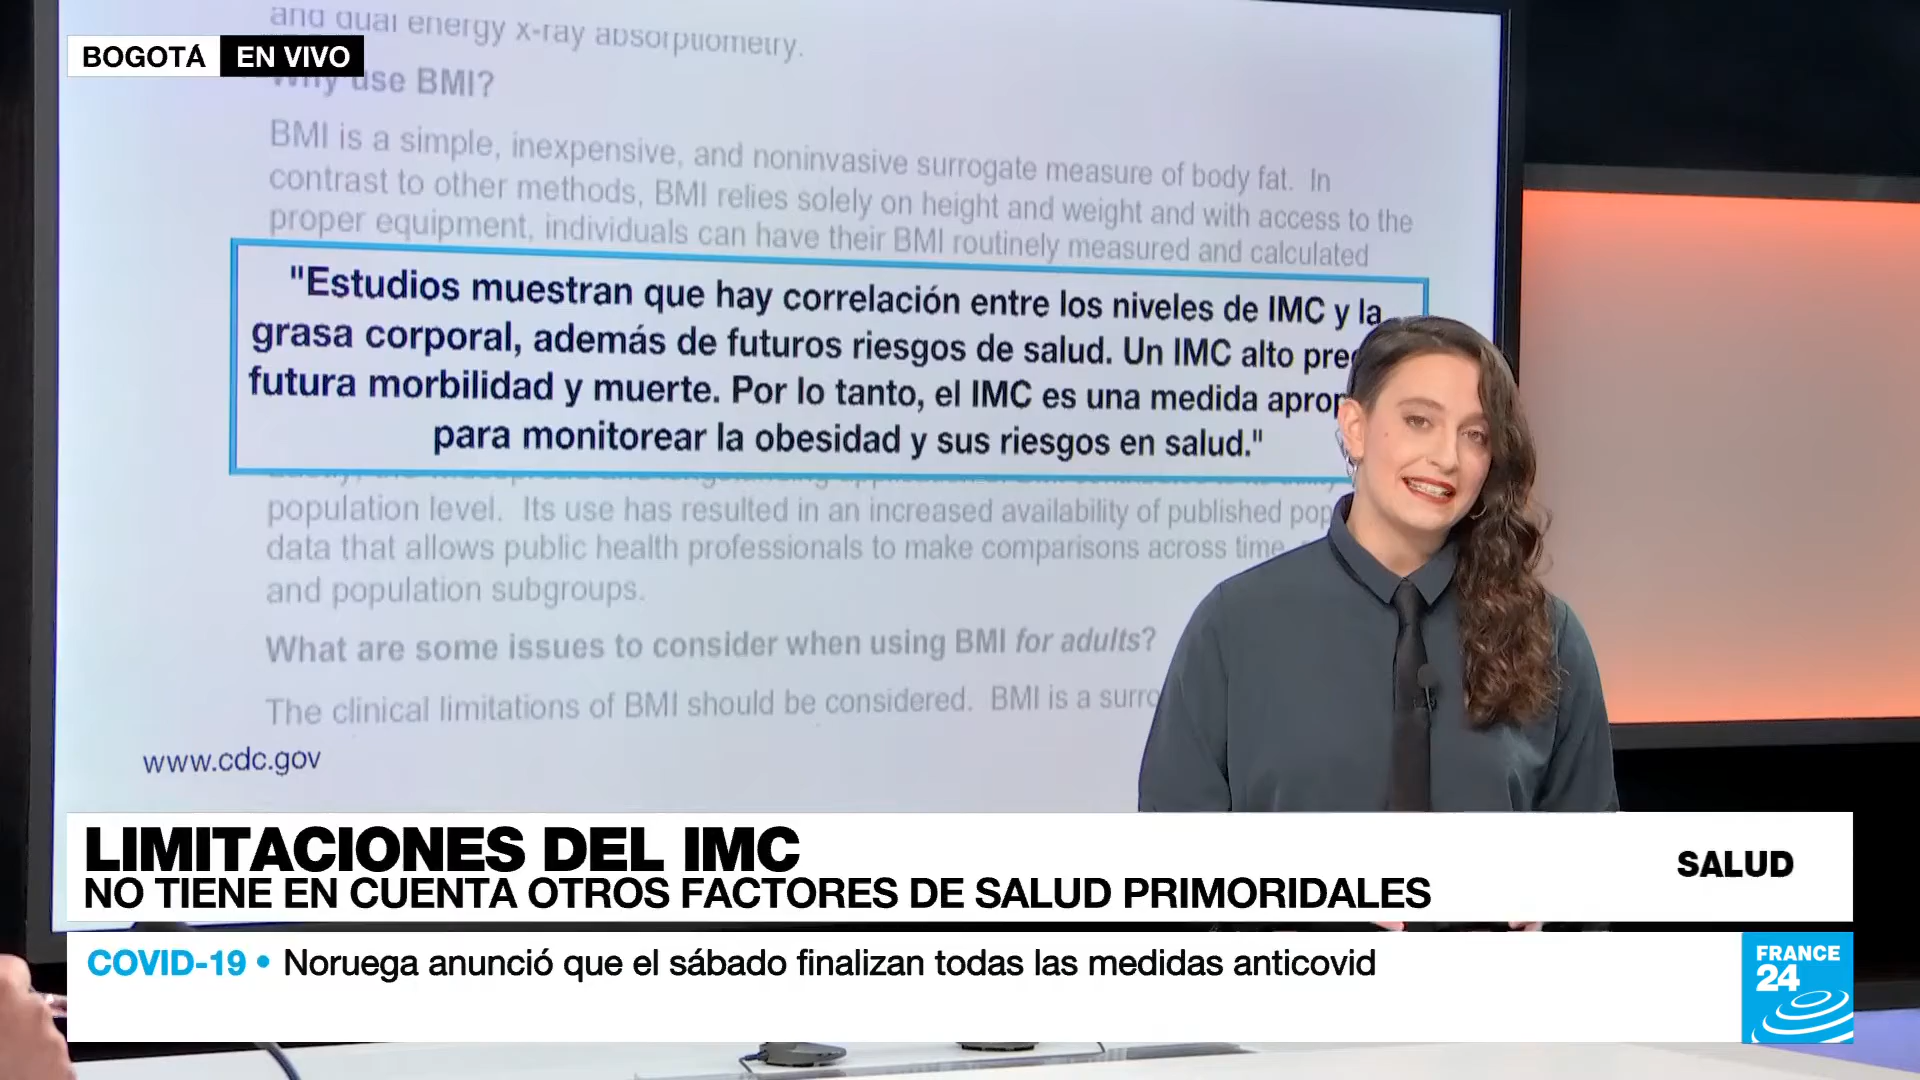 and dual energy x-ray absorptiometry.
BOGOTÁ EN VIVO
Why use BMI?
BMI is a simple, inexpensive, and noninvasive surrogate measure of body fat. In
contrast to other methods, BMI relies solely on height and weight and with access to the
proper equipment, individuals can have their BMI routinely measured and calculated
"Estudios muestran que hay correlación entre los niveles de IMC y la
grasa corporal, además de futuros riesgos de salud. Un IMC alto
futura morbilidad y muerte. Por lo tanto, el IMC es una medida
para monitorear la obesidad y sus riesgos en salud."
population level. Its use has resulted in an increased availability of published
data that allows public health professionals to make comparisons across time
and population subgroups.
What are some issues to consider when using BMI for adults?
The clinical limitations of BMI should be considered. BMI is a
www.cdc.gov
LIMITACIONES DEL IMC
NO TIENE EN CUENTA OTROS FACTORES DE SALUD PRIMORIDALES
SALUD
COVID-19 • Noruega anunció que el sábado finalizan todas las medidas anticovid
FRANCE
24